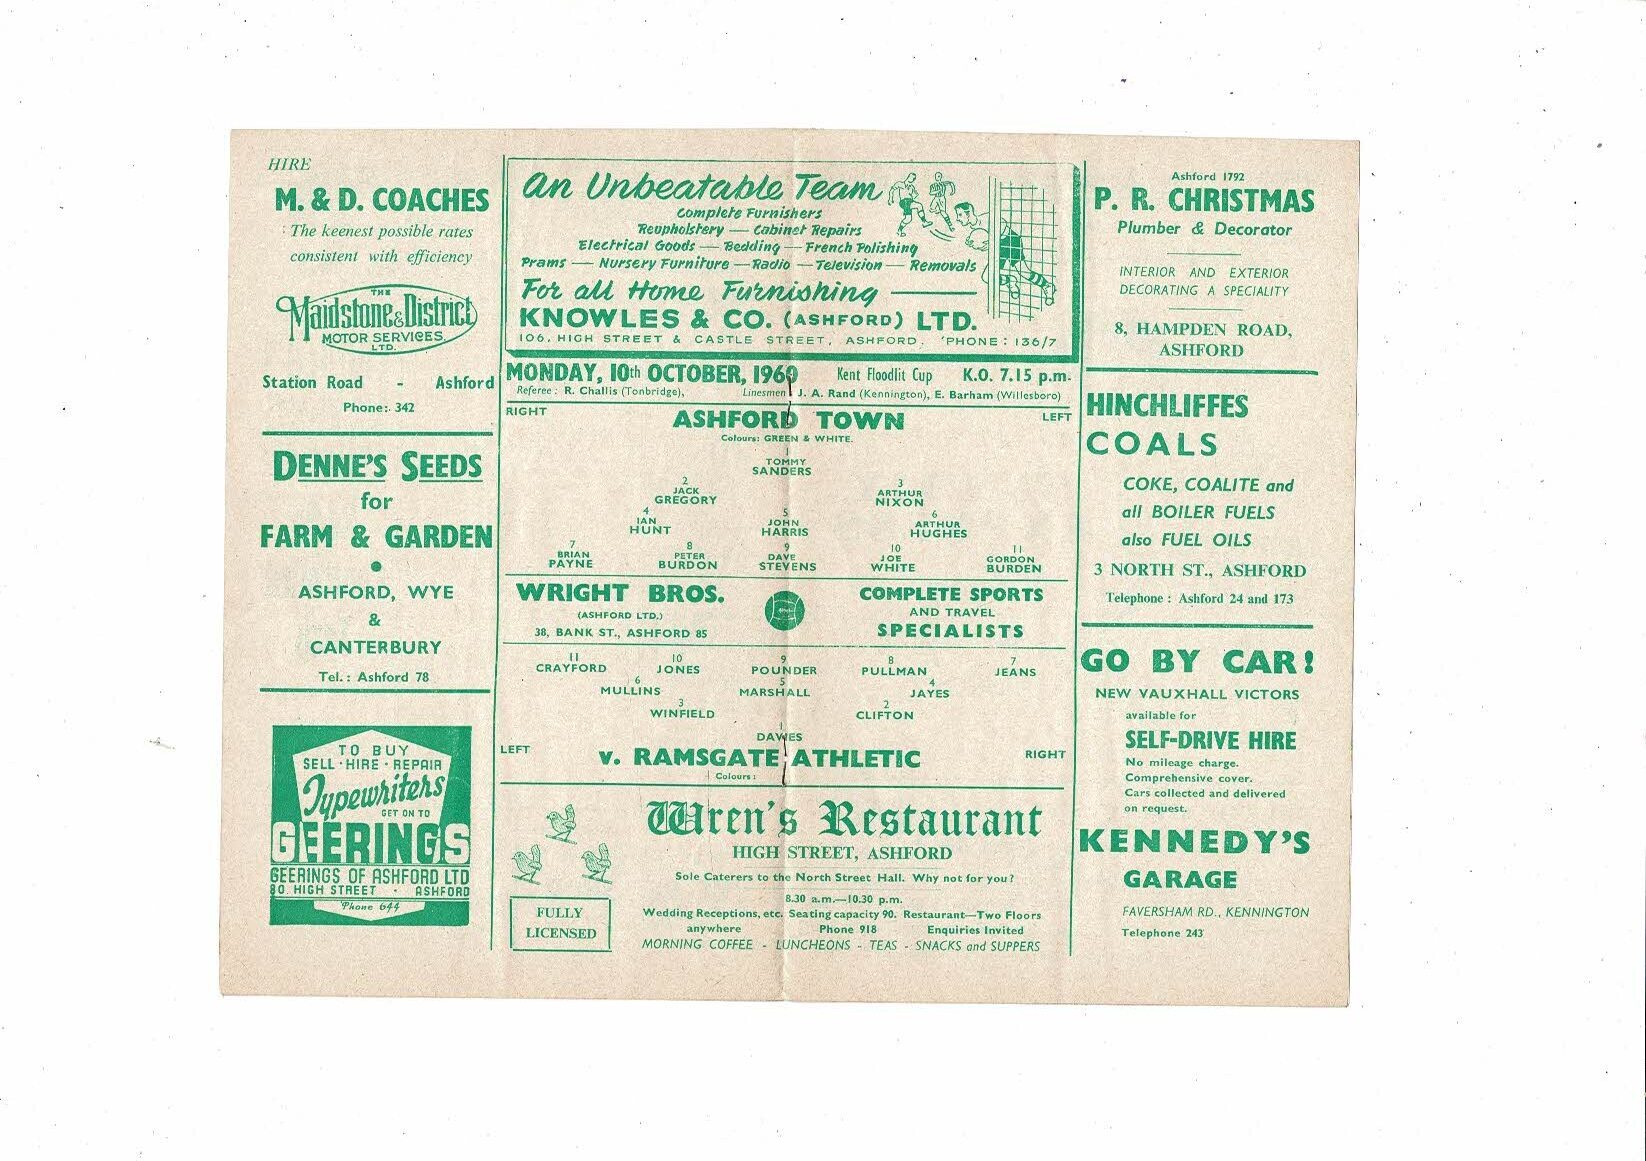 HIRE
M. & D. COACHES
The keenest possible rates
consistent with efficiency
THE
Maidstone & District
MOTOR SERVICES
LTD.
Station Road - Ashford
Phone: 342
DENNE'S SEEDS
for
FARM & GARDEN
ASHFORD, WYE
&
CANTERBURY
Tel. : Ashford 78
TO BUY
SELL · HIRE · REPAIR
Typewriters
GET ON TO
GEERINGS
GEERINGS OF ASHFORD LTD
80. HIGH STREET · ASHFORD
Phone 644
An Unbeatable Team
Complete Furnishers
Reupholstery — Cabinet Repairs
Electrical Goods — Bedding — French Polishing
Prams — Nursery Furniture — Radio — Television — Removals
For all Home Furnishing
KNOWLES & CO. (ASHFORD) LTD.
106, HIGH STREET & CASTLE STREET, ASHFORD. 'PHONE : 136/7
MONDAY, 10th OCTOBER, 1960 Kent Floodlit Cup K.O. 7.15 p.m.
Referee : R. Challis (Tonbridge), Linesmen J. A. Rand (Kennington), E. Barham (Willesboro)
RIGHT ASHFORD TOWN LEFT
Colours: GREEN & WHITE.
1
TOMMY
SANDERS
2 3
JACK ARTHUR
GREGORY NIXON
4 5 6
IAN JOHN ARTHUR
HUNT HARRIS HUGHES
7 8 9 10 11
BRIAN PETER DAVE JOE GORDON
PAYNE BURDON STEVENS WHITE BURDEN
WRIGHT BROS.
(ASHFORD LTD.)
38, BANK ST., ASHFORD 85
COMPLETE SPORTS
AND TRAVEL
SPECIALISTS
11 10 9 8 7
CRAYFORD JONES POUNDER PULLMAN JEANS
6 5 4
MULLINS MARSHALL JAYES
3 2
WINFIELD CLIFTON
1
DAVIES
LEFT v. RAMSGATE ATHLETIC RIGHT
Colours :
Wren's Restaurant
HIGH STREET, ASHFORD
Sole Caterers to the North Street Hall. Why not for you?
8.30 a.m.—10.30 p.m.
Wedding Receptions, etc. Seating capacity 90. Restaurant—Two Floors
anywhere Phone 918 Enquiries Invited
MORNING COFFEE - LUNCHEONS - TEAS - SNACKS and SUPPERS
FULLY
LICENSED
Ashford 1792
P. R. CHRISTMAS
Plumber & Decorator
INTERIOR AND EXTERIOR
DECORATING A SPECIALITY
8, HAMPDEN ROAD,
ASHFORD
HINCHLIFFES
COALS
COKE, COALITE and
all BOILER FUELS
also FUEL OILS
3 NORTH ST., ASHFORD
Telephone : Ashford 24 and 173
GO BY CAR!
NEW VAUXHALL VICTORS
available for
SELF-DRIVE HIRE
No mileage charge.
Comprehensive cover.
Cars collected and delivered
on request.
KENNEDY'S
GARAGE
FAVERSHAM RD., KENNINGTON
Telephone 243